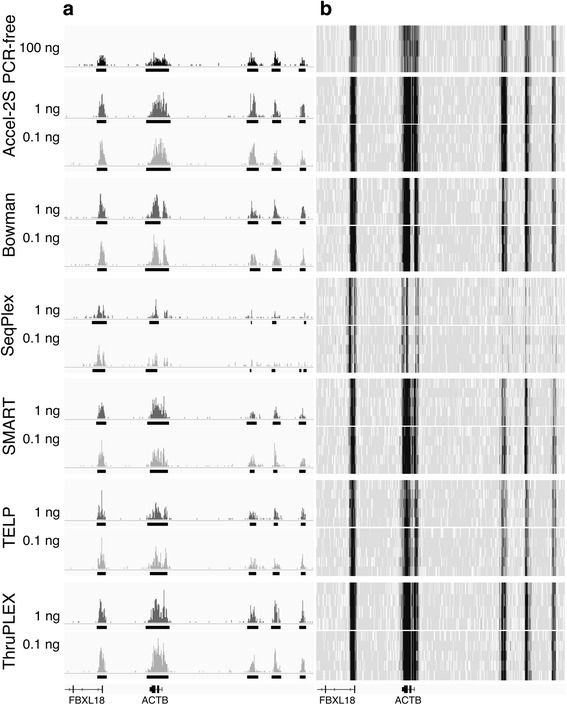 a
b
PCR-free
100 ng
Accel-2S
1 ng
0.1 ng
Bowman
1 ng
0.1 ng
SeqPlex
1 ng
0.1 ng
SMART
1 ng
0.1 ng
TELP
1 ng
0.1 ng
ThruPLEX
1 ng
0.1 ng
FBXL18
ACTB
FBXL18
ACTB